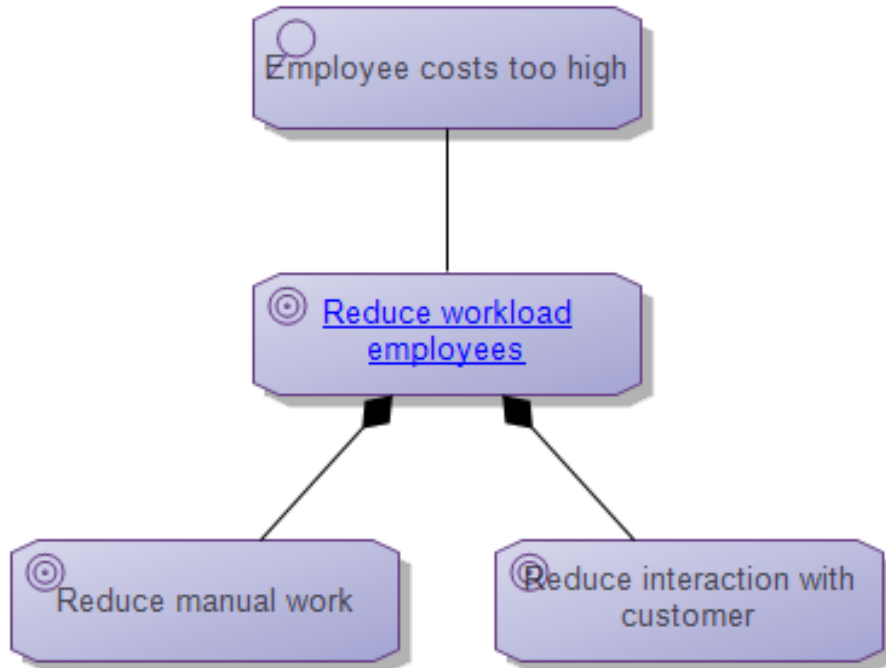 Employee costs too high
Reduce workload
employees
Reduce manual work
Reduce interaction with
customer